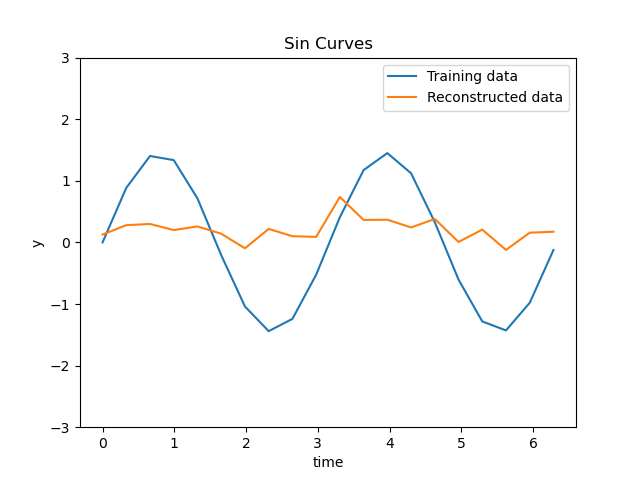 Sin Curves
Training data
Reconstructed data
3
2
1
0
−1
−2
−3
y
0
1
2
3
4
5
6
time